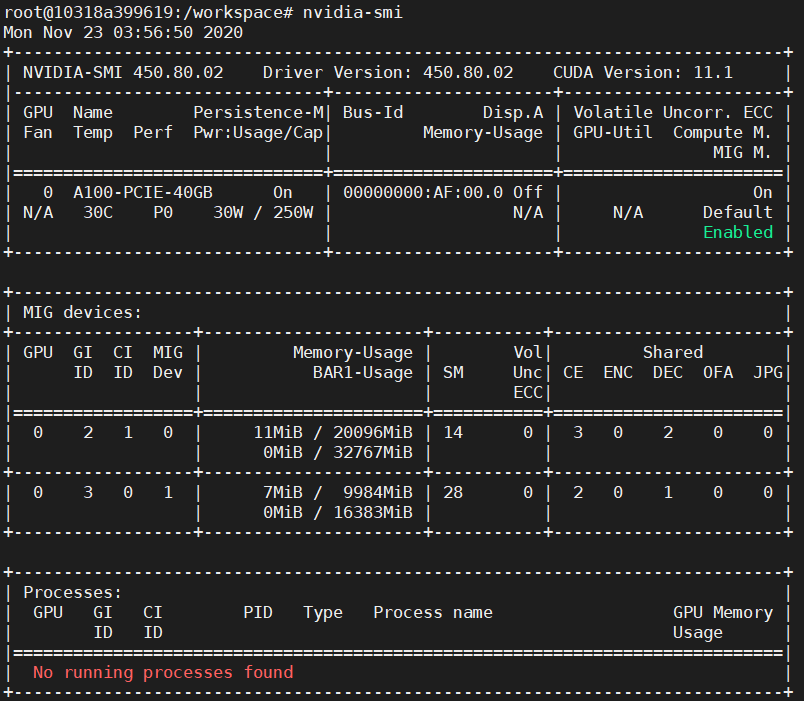 root@10318a399619:/workspace# nvidia-smi
Mon Nov 23 03:56:50 2020
+-----------------------------------------------------------------------------+
| NVIDIA-SMI 450.80.02    Driver Version: 450.80.02    CUDA Version: 11.1     |
|-------------------------------+----------------------+----------------------+
| GPU  Name        Persistence-M| Bus-Id        Disp.A | Volatile Uncorr. ECC |
| Fan  Temp  Perf  Pwr:Usage/Cap|         Memory-Usage | GPU-Util  Compute M. |
|                               |                      |               MIG M. |
|===============================+======================+======================|
|   0  A100-PCIE-40GB      On   | 00000000:AF:00.0 Off |                   On |
| N/A   30C    P0    30W / 250W |                  N/A |     N/A      Default |
|                               |                      |              Enabled |
+-------------------------------+----------------------+----------------------+

+-----------------------------------------------------------------------------+
| MIG devices:                                                                |
+------------------+----------------------+-----------+-----------------------+
| GPU  GI  CI  MIG |         Memory-Usage |        Vol|         Shared        |
|      ID  ID  Dev |           BAR1-Usage | SM     Unc| CE  ENC  DEC  OFA  JPG|
|                  |                      |        ECC|                       |
|==================+======================+===========+=======================|
|  0    2   1   0  |     11MiB / 20096MiB | 14      0 |  3   0    2    0    0 |
|                  |      0MiB / 32767MiB |           |                       |
+------------------+----------------------+-----------+-----------------------+
|  0    3   0   1  |      7MiB /  9984MiB | 28      0 |  2   0    1    0    0 |
|                  |      0MiB / 16383MiB |           |                       |
+------------------+----------------------+-----------+-----------------------+

+-----------------------------------------------------------------------------+
| Processes:                                                                  |
|  GPU   GI   CI        PID   Type   Process name                  GPU Memory |
|        ID   ID                                                   Usage      |
|=============================================================================|
|  No running processes found                                                 |
+-----------------------------------------------------------------------------+